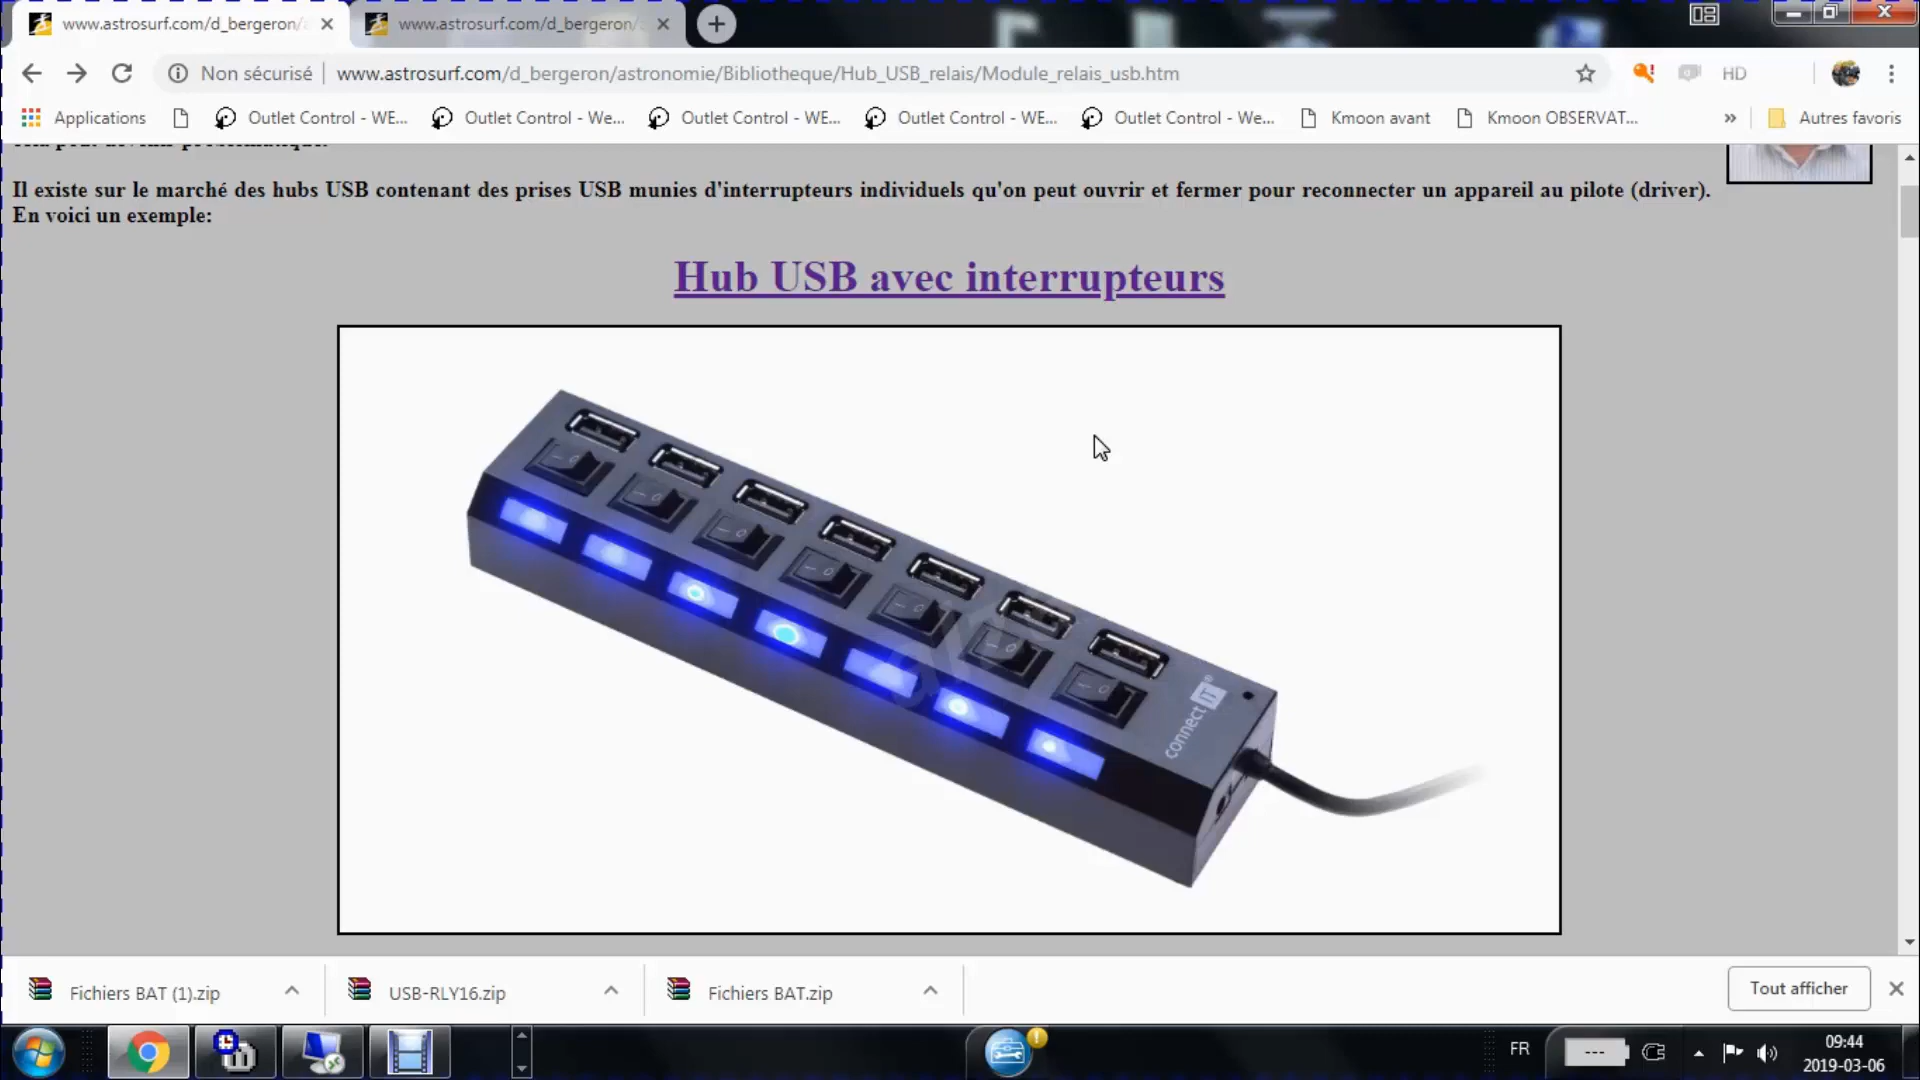 www.astrosurf.com/d_bergeron/a
www.astrosurf.com/d_bergeron/
Non sécurisé
www.astrosurf.com/d_bergeron/astronomie/Bibliotheque/Hub_USB_relais/Module_relais_usb.htm
HD
Applications
Outlet Control - WE...
Outlet Control - We...
Outlet Control - WE...
Outlet Control - WE...
Outlet Control - We...
Kmoon avant
Kmoon OBSERVAT...
»
Autres favoris
Il existe sur le marché des hubs USB contenant des prises USB munies d'interrupteurs individuels qu'on peut ouvrir et fermer pour reconnecter un appareil au pilote (driver).
En voici un exemple:
Hub USB avec interrupteurs
connect IT®
Fichiers BAT (1).zip
USB-RLY16.zip
Fichiers BAT.zip
Tout afficher
FR
---
09:44
2019-03-06